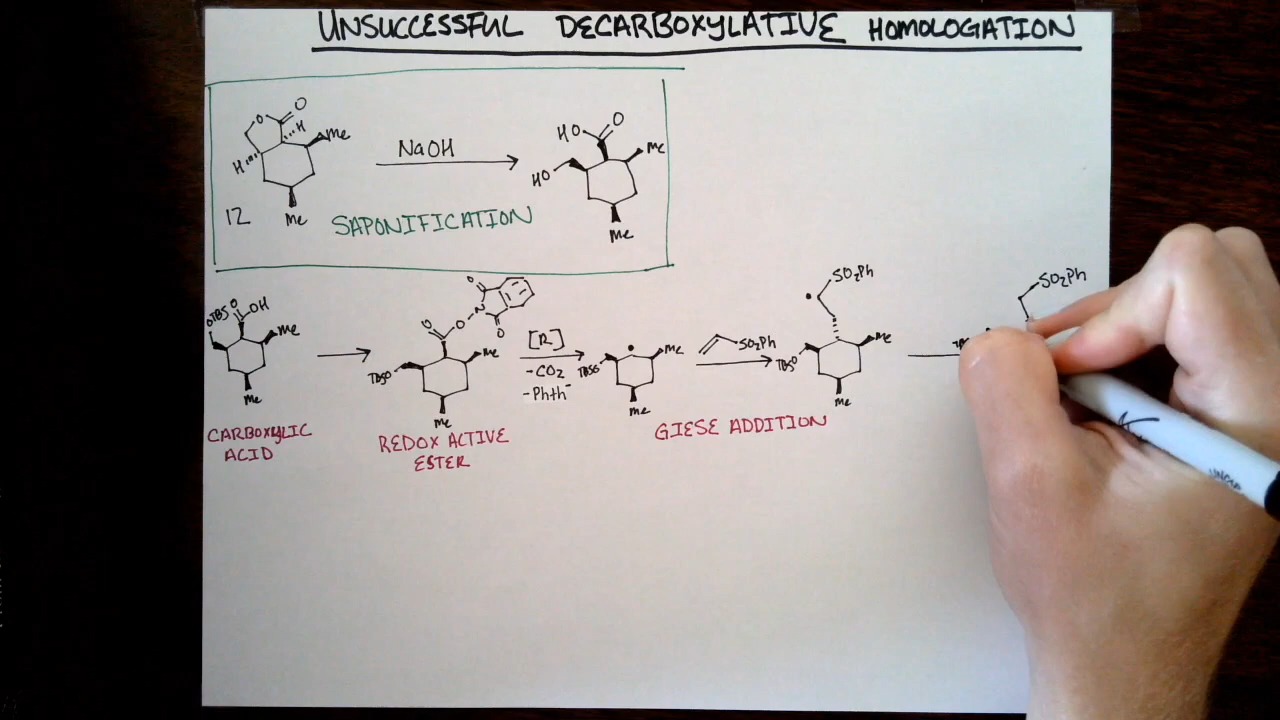 UNSUCCESSFUL DECARBOXYLATIVE HOMOLOGATION
O
O
H
Me
H
Me
12
NaOH
SAPONIFICATION
HO
O
HO
Me
Me
OTBS
O
OH
Me
Me
CARBOXYLIC
ACID
O
O
N
O
O
TBSO
Me
Me
REDOX ACTIVE
ESTER
[R]
-CO2
-Phth-
TBSO
Me
Me
SO2Ph
GIESE ADDITION
SO2Ph
TBSO
Me
Me
SO2Ph